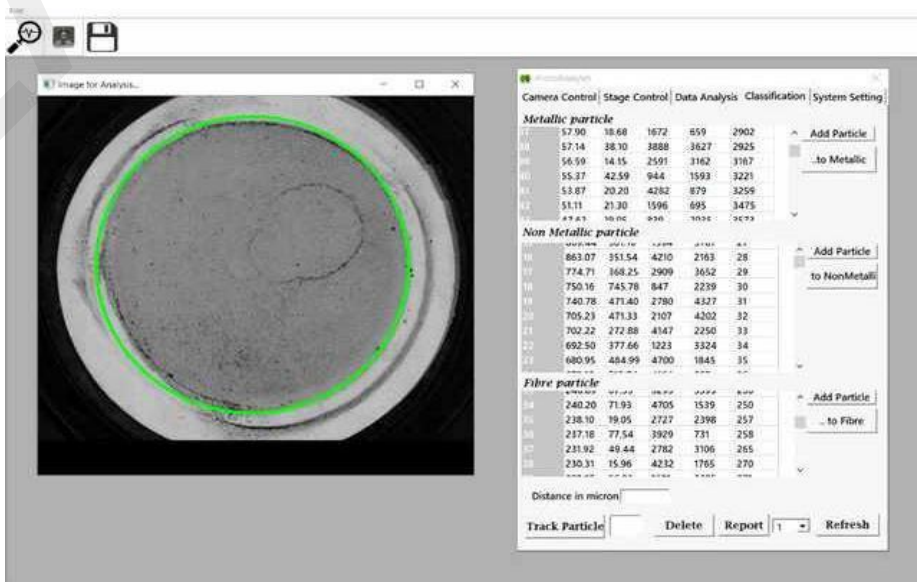 Image for Analysis...
Camera Control Stage Control Data Analysis Classification System Setting
Metallic particle
57.90 18.68 1672 659 2902
Add Particle
57.14 38.10 3888 3627 2925
56.59 14.15 2591 3162 3167
..to Metallic
55.37 42.59 944 1593 3221
53.87 20.20 4282 879 3259
51.11 21.30 1596 695 3475
Non Metallic particle
Add Particle
863.07 351.54 4210 2163 28
774.71 368.25 2909 3652 29
to NonMetalli
750.16 745.78 847 2239 30
740.78 471.40 2780 4327 31
705.23 471.33 2107 4202 32
702.22 272.88 4147 2250 33
692.50 377.66 1223 3324 34
680.95 484.99 4700 1845 35
Fibre particle
Add Particle
240.20 71.93 4705 1539 250
238.10 19.05 2727 2398 257
.. to Fibre
237.18 77.54 3929 731 258
231.92 49.44 2782 3106 265
230.31 15.96 4232 1765 270
Distance in micron
Track Particle Delete Report 1 Refresh